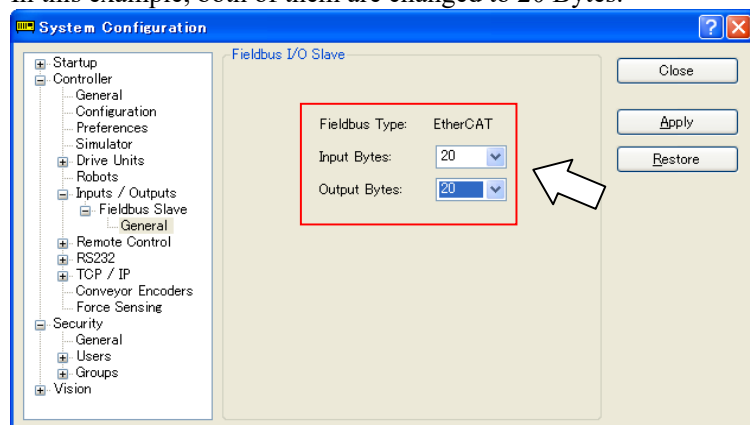 In this example, both of them are changed to 20 Bytes.
System Configuration
Startup
Controller
General
Configuration
Preferences
Simulator
Drive Units
Robots
Inputs / Outputs
Fieldbus Slave
General
Remote Control
RS232
TCP / IP
Conveyor Encoders
Force Sensing
Security
General
Users
Groups
Vision
Fieldbus I/O Slave
Fieldbus Type: EtherCAT
Input Bytes: 20
Output Bytes: 20
Close
Apply
Restore